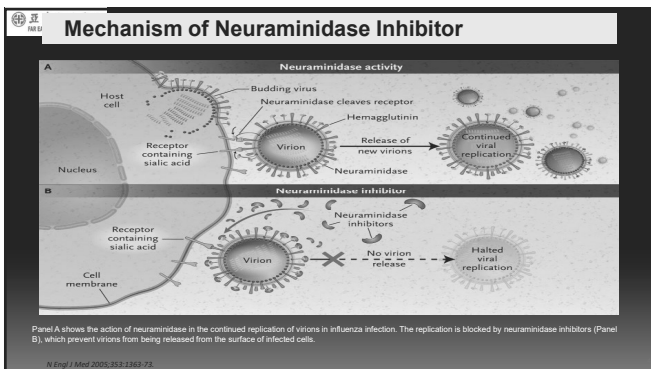 亞
FAR EA
Mechanism of Neuraminidase Inhibitor
A
Neuraminidase activity
Host
cell
Budding virus
Neuraminidase cleaves receptor
Hemagglutinin
Receptor
containing
sialic acid
Virion
Release of
new virions
Continued
viral
replication
Nucleus
Neuraminidase
B
Neuraminidase inhibitor
Receptor
containing
sialic acid
Neuraminidase
inhibitors
Virion
No virion
release
Halted
viral
replication
Cell
membrane
Panel A shows the action of neuraminidase in the continued replication of virions in influenza infection. The replication is blocked by neuraminidase inhibitors (Panel
B), which prevent virions from being released from the surface of infected cells.
N Engl J Med 2005;353:1363-73.